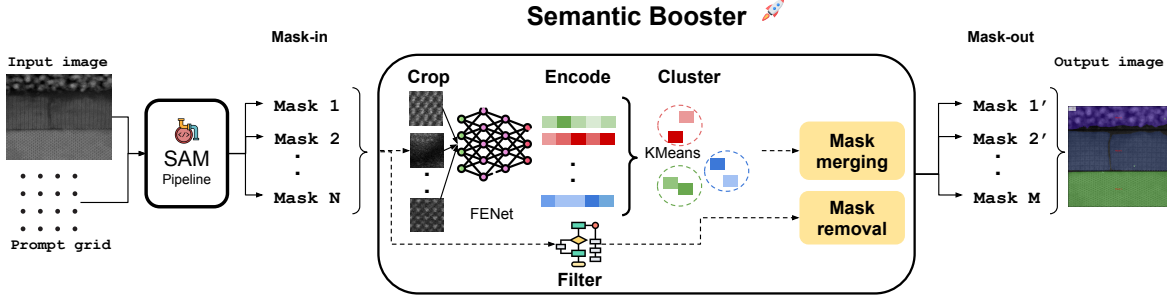 Semantic Booster
Input image
Prompt grid
SAM
Pipeline
Mask-in
Mask 1
Mask 2
.
.
Mask N
Crop
Encode
Cluster
FENet
KMeans
Filter
Mask
merging
Mask
removal
Mask-out
Mask 1'
Mask 2'
.
.
Mask M
Output image